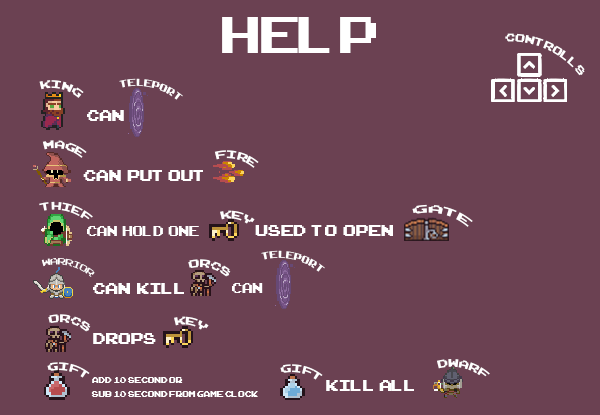 HELP
CONTROLLS
KING CAN TELEPORT
MAGE CAN PUT OUT FIRE
THIEF CAN HOLD ONE KEY USED TO OPEN GATE
WARRIOR CAN KILL ORCS CAN TELEPORT
ORCS DROPS KEY
GIFT ADD 10 SECOND OR
SUB 10 SECOND FROM GAME CLOCK
GIFT KILL ALL DWARF